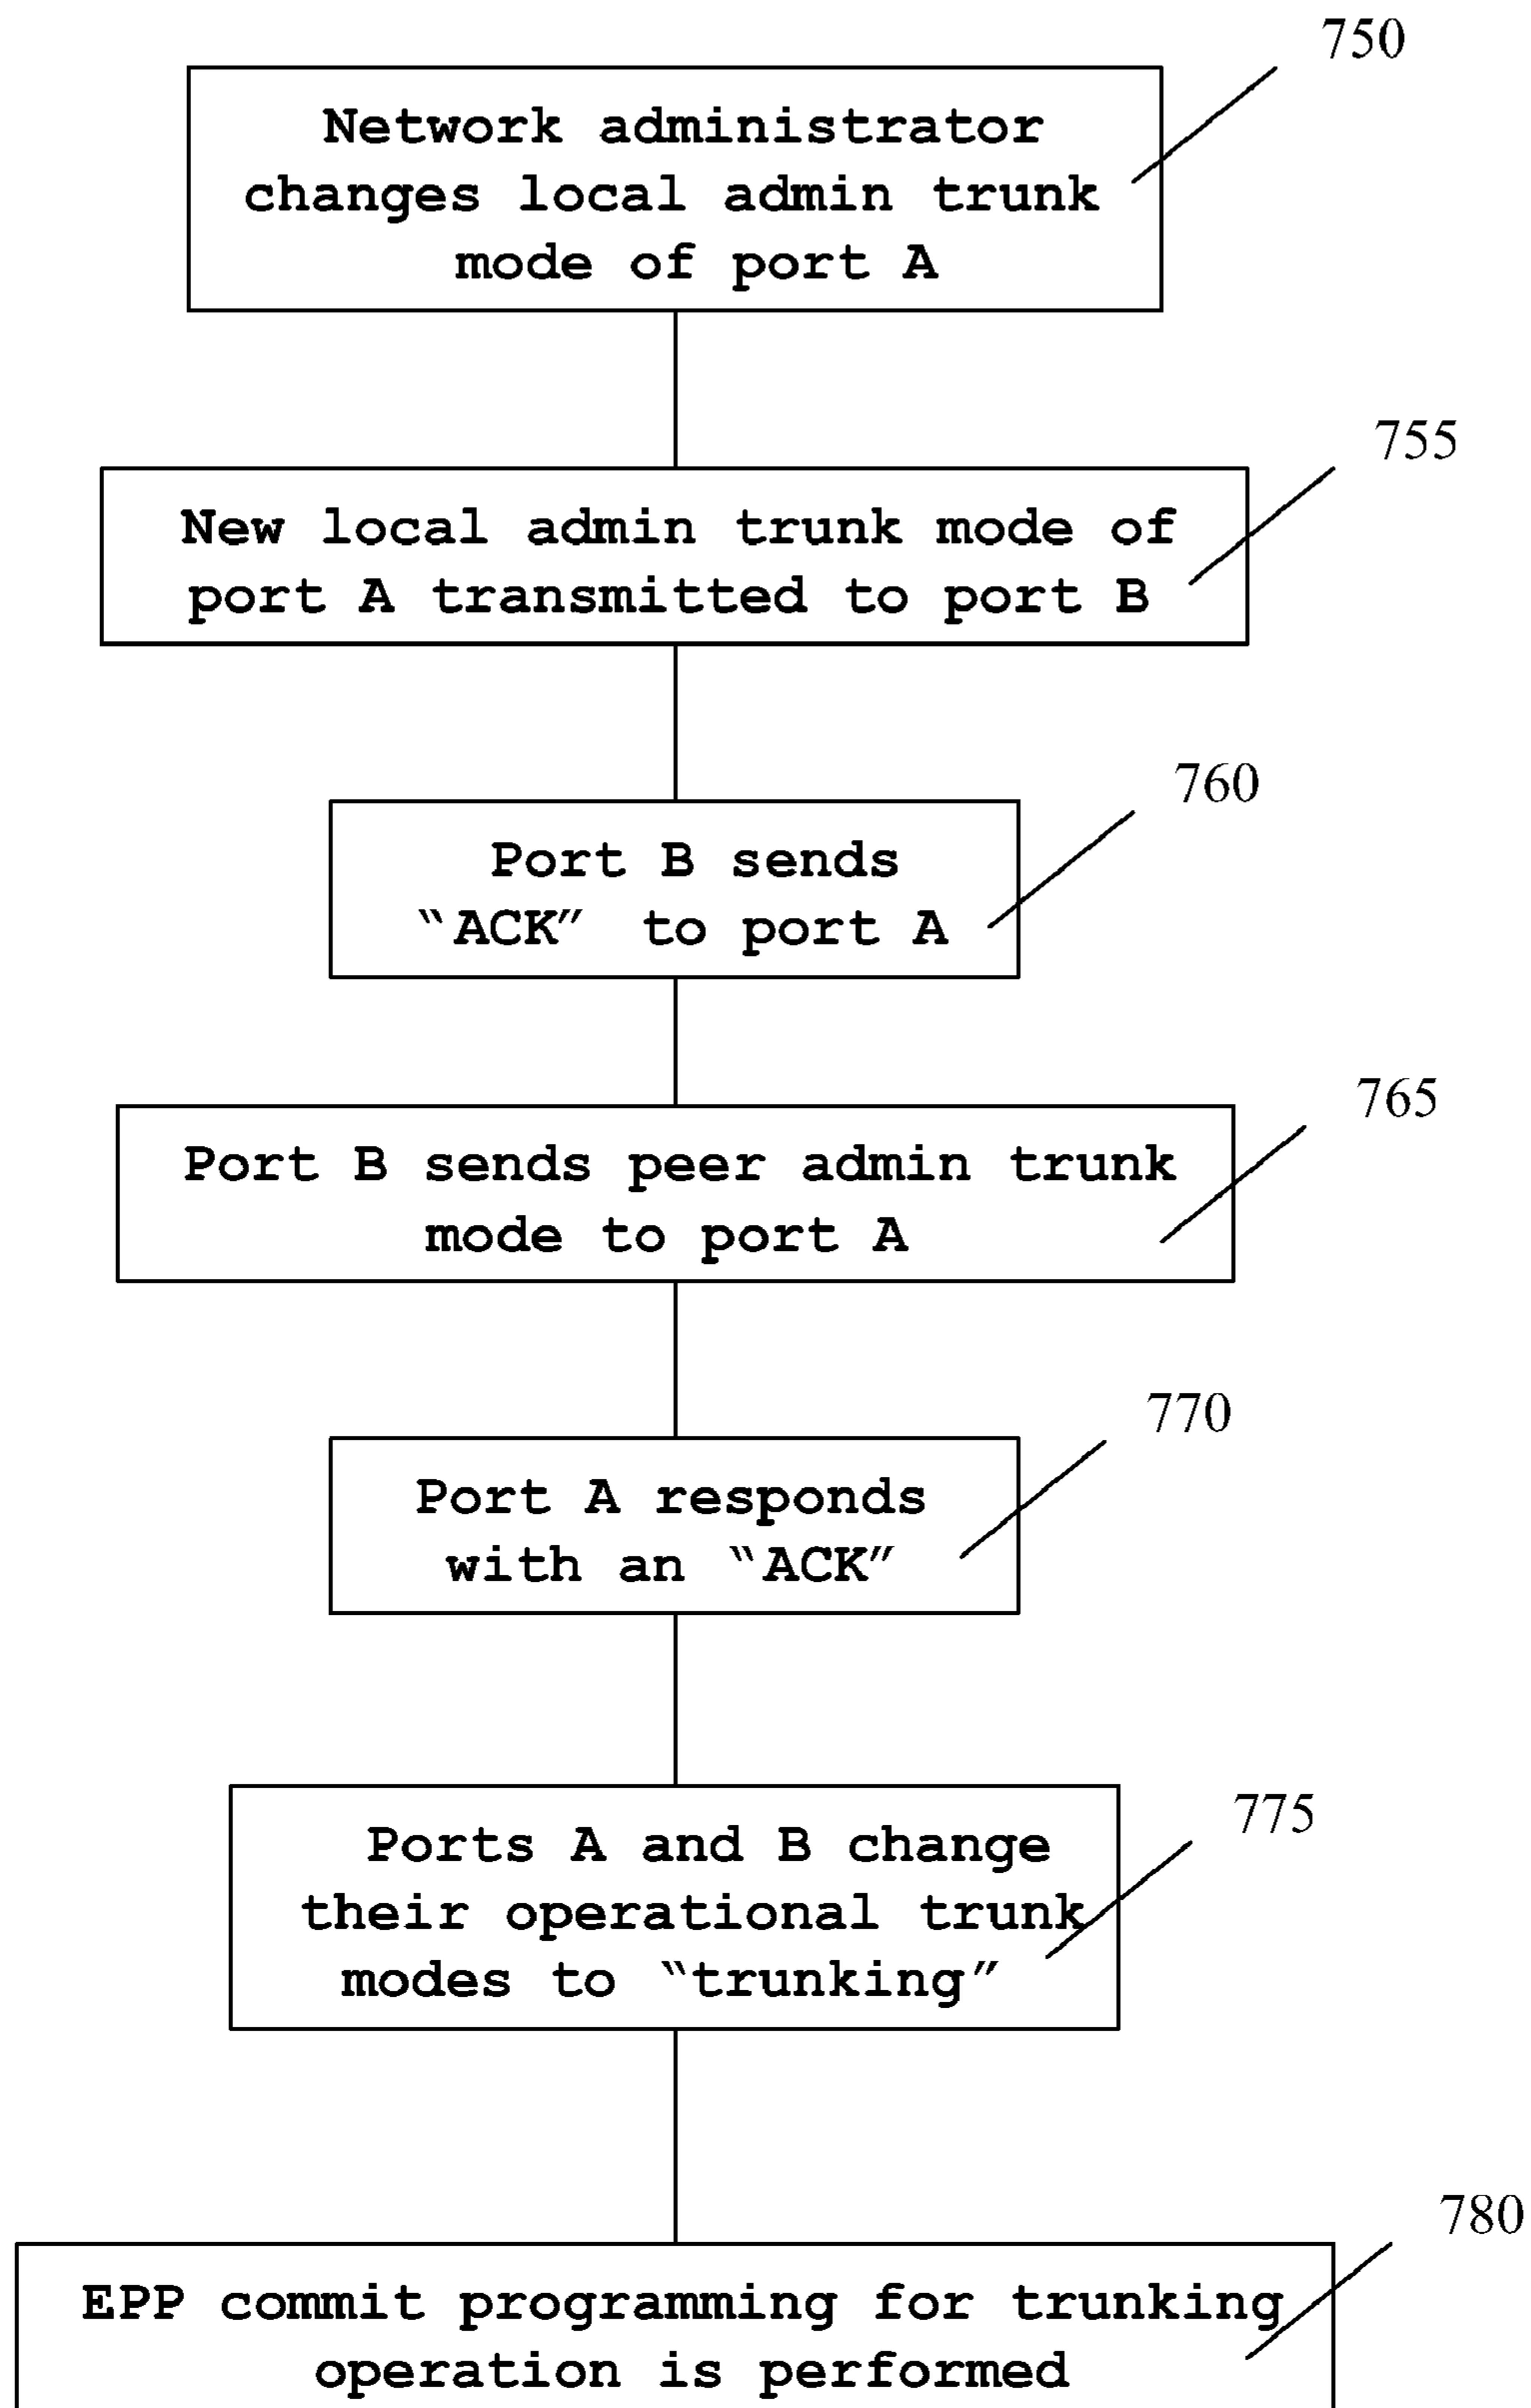 750
Network administrator
changes local admin trunk
mode of port A
755
New local admin trunk mode of
port A transmitted to port B
760
Port B sends
“ACK” to port A
765
Port B sends peer admin trunk
mode to port A
770
Port A responds
with an “ACK”
775
Ports A and B change
their operational trunk
modes to “trunking”
780
EPP commit programming for trunking
operation is performed